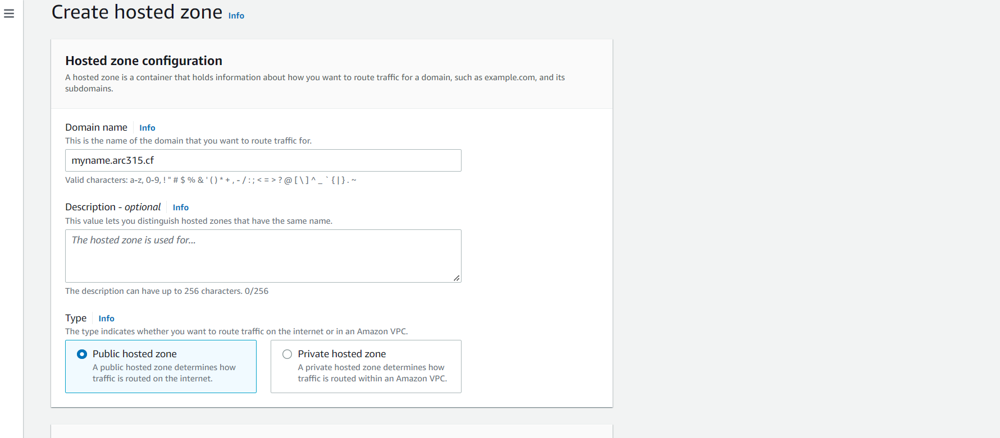 Create hosted zone Info
Hosted zone configuration
A hosted zone is a container that holds information about how you want to route traffic for a domain, such as example.com, and its
subdomains.
Domain name Info
This is the name of the domain that you want to route traffic for.
myname.arc315.cf
Valid characters: a-z, 0-9, ! " # $ % & ' ( ) * + , - / : ; < = > ? @ [ \ ] ^ _ ` { | } . ~
Description - optional Info
This value lets you distinguish hosted zones that have the same name.
The hosted zone is used for...
The description can have up to 256 characters. 0/256
Type Info
The type indicates whether you want to route traffic on the internet or in an Amazon VPC.
Public hosted zone
A public hosted zone determines how
traffic is routed on the internet.
Private hosted zone
A private hosted zone determines how
traffic is routed within an Amazon VPC.